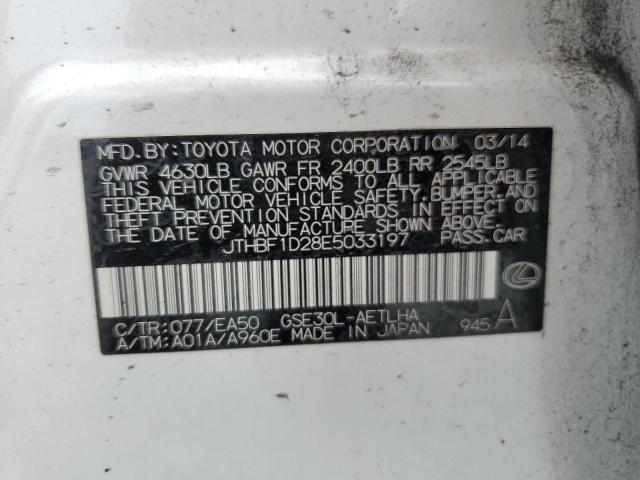 MFD. BY: TOYOTA MOTOR CORPORATION 03/14
GVWR 4630LB GAWR FR 2400LB RR 2545LB
THIS VEHICLE CONFORMS TO ALL APPLICABLE
FEDERAL MOTOR VEHICLE SAFETY, BUMPER, AND
THEFT PREVENTION STANDARDS IN EFFECT ON
THE DATE OF MANUFACTURE SHOWN ABOVE.
JTHBF1D28E5033197 PASS.CAR
C/TR:077/EA50 GSE30L-AETLHA
A/TM:A01A/A960E MADE IN JAPAN 945 A